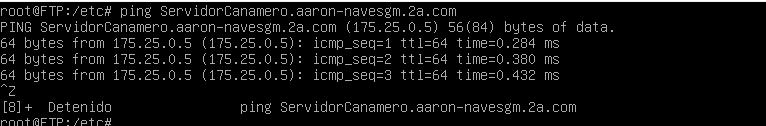 root@FTP:/etc# ping ServidorCanamero.aaron-navesgm.2a.com
PING ServidorCanamero.aaron-navesgm.2a.com (175.25.0.5) 56(84) bytes of data.
64 bytes from 175.25.0.5 (175.25.0.5): icmp_seq=1 ttl=64 time=0.284 ms
64 bytes from 175.25.0.5 (175.25.0.5): icmp_seq=2 ttl=64 time=0.380 ms
64 bytes from 175.25.0.5 (175.25.0.5): icmp_seq=3 ttl=64 time=0.432 ms
^Z
[8]+  Detenido                ping ServidorCanamero.aaron-navesgm.2a.com
root@FTP:/etc#